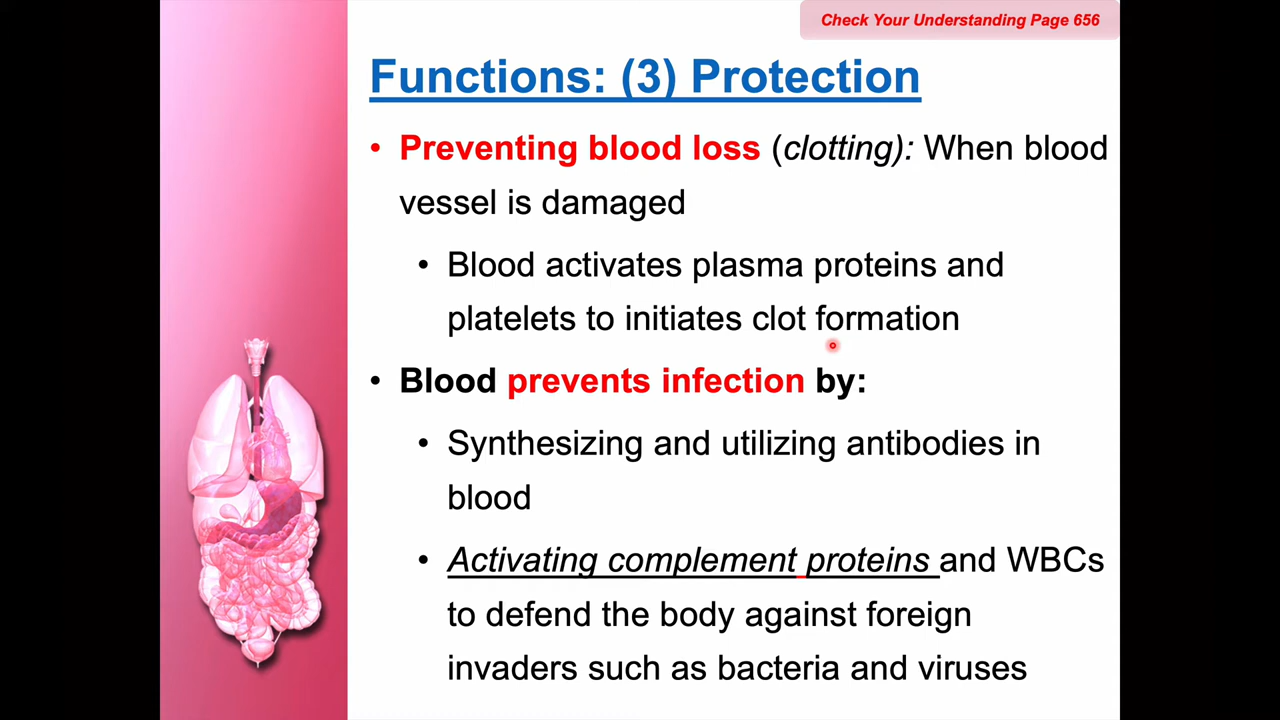 Check Your Understanding Page 656
Functions: (3) Protection
• Preventing blood loss (clotting): When blood
vessel is damaged
• Blood activates plasma proteins and
platelets to initiates clot formation
• Blood prevents infection by:
• Synthesizing and utilizing antibodies in
blood
• Activating complement proteins and WBCs
to defend the body against foreign
invaders such as bacteria and viruses